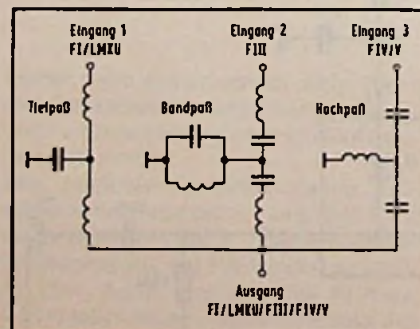 Eingang 1 Eingang 2 Eingang 3
FI/LMKU FIII FIV/V
Tiefpaß Bandpaß Hochpaß
Ausgang
FI/LMKU/FIII/FIV/V